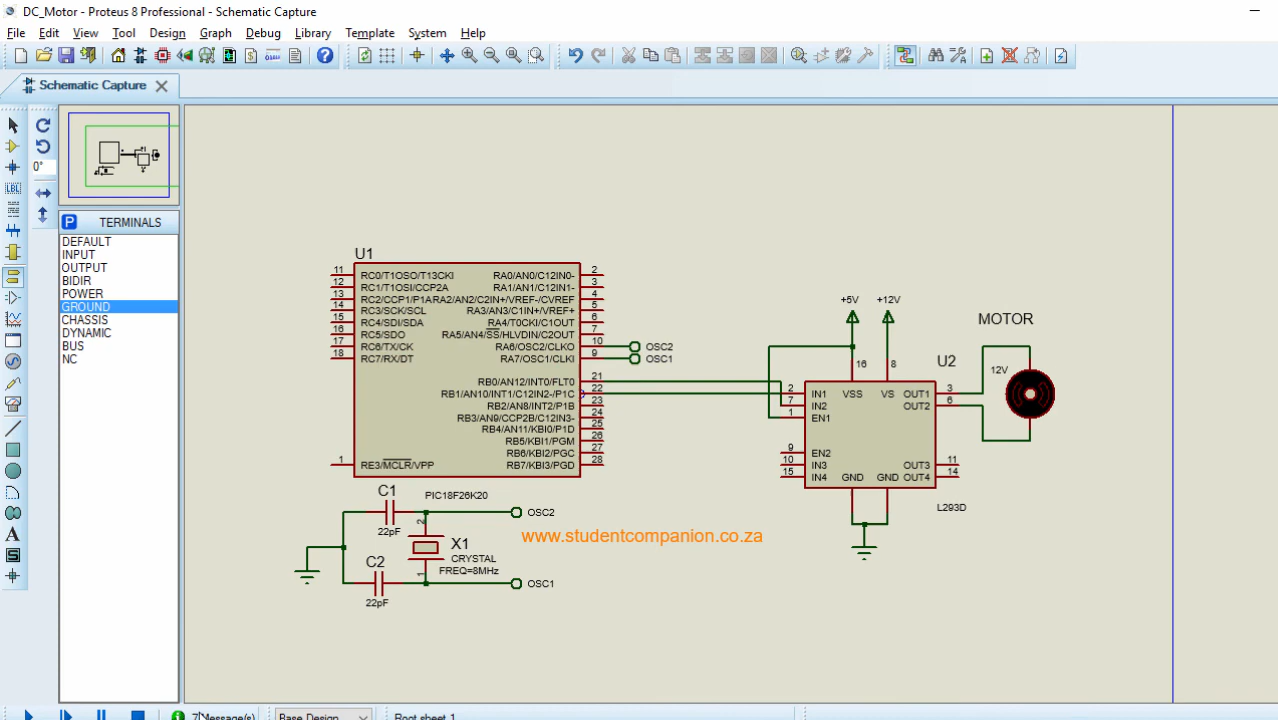 DC_Motor - Proteus 8 Professional - Schematic Capture
File Edit View Tool Design Graph Debug Library Template System Help
Schematic Capture
0°
LBL
P TERMINALS
DEFAULT
INPUT
OUTPUT
BIDIR
POWER
GROUND
CHASSIS
DYNAMIC
BUS
NC
A
S
U1
11 RC0/T1OSO/T13CKI RA0/AN0/C12IN0- 2
12 RC1/T1OSI/CCP2A RA1/AN1/C12IN1- 3
13 RC2/CCP1/P1ARA2/AN2/C2IN+/VREF-/CVREF 4
14 RC3/SCK/SCL RA3/AN3/C1IN+/VREF+ 5
15 RC4/SDI/SDA RA4/T0CKI/C1OUT 6
16 RC5/SDO RA5/AN4/SS/HLVDIN/C2OUT 7
17 RC6/TX/CK RA6/OSC2/CLKO 10 OSC2
18 RC7/RX/DT RA7/OSC1/CLKI 9 OSC1
RB0/AN12/INT0/FLT0 21
RB1/AN10/INT1/C12IN2-/P1C 22
RB2/AN8/INT2/P1B 23
RB3/AN9/CCP2B/C12IN3- 24
RB4/AN11/KBI0/P1D 25
RB5/KBI1/PGM 26
RB6/KBI2/PGC 27
1 RE3/MCLR/VPP RB7/KBI3/PGD 28
PIC18F26K20
+5V +12V
MOTOR
12V
U2
16 8
2 IN1 VSS VS OUT1 3
7 IN2 OUT2 6
1 EN1
9 EN2
10 IN3 OUT3 11
15 IN4 GND GND OUT4 14
L293D
C1
22pF
OSC2
2
X1
CRYSTAL
FREQ=8MHz
1
C2
22pF
OSC1
www.studentcompanion.co.za
7 Message(s) Base Design Root sheet 1